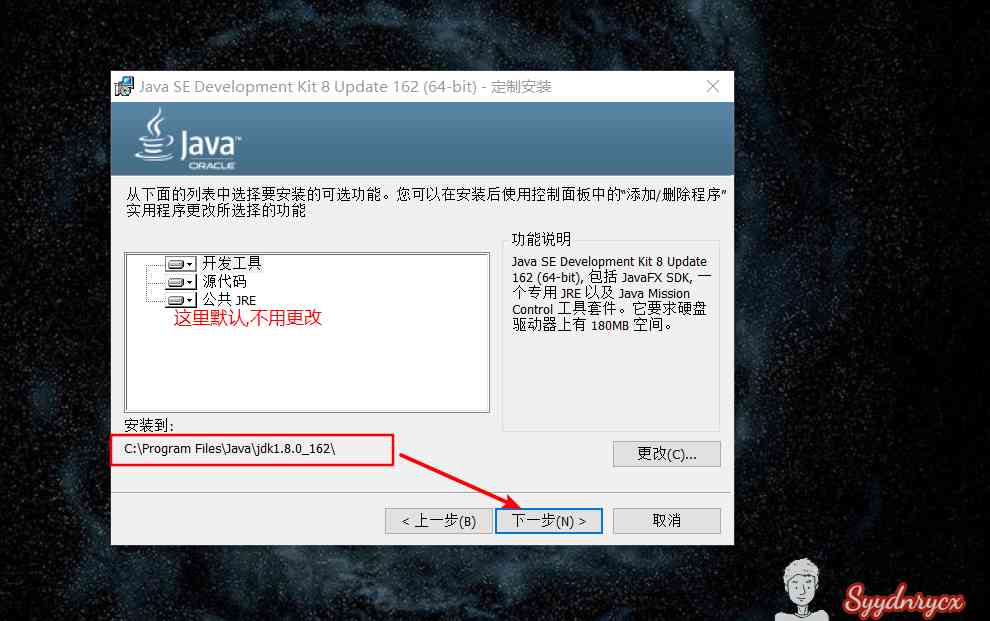 Java SE Development Kit 8 Update 162 (64-bit) - 定制安装
Java™
ORACLE
从下面的列表中选择要安装的可选功能。您可以在安装后使用控制面板中的“添加/删除程序”
实用程序更改所选择的功能
开发工具
源代码
公共 JRE
这里默认,不用更改
功能说明
Java SE Development Kit 8 Update
162 (64-bit), 包括 JavaFX SDK, 一
个专用 JRE 以及 Java Mission
Control 工具套件。它要求硬盘
驱动器上有 180MB 空间。
安装到:
C:\Program Files\Java\jdk1.8.0_162\
更改(C)...
< 上一步(B)
下一步(N) >
取消
Syydnrycx